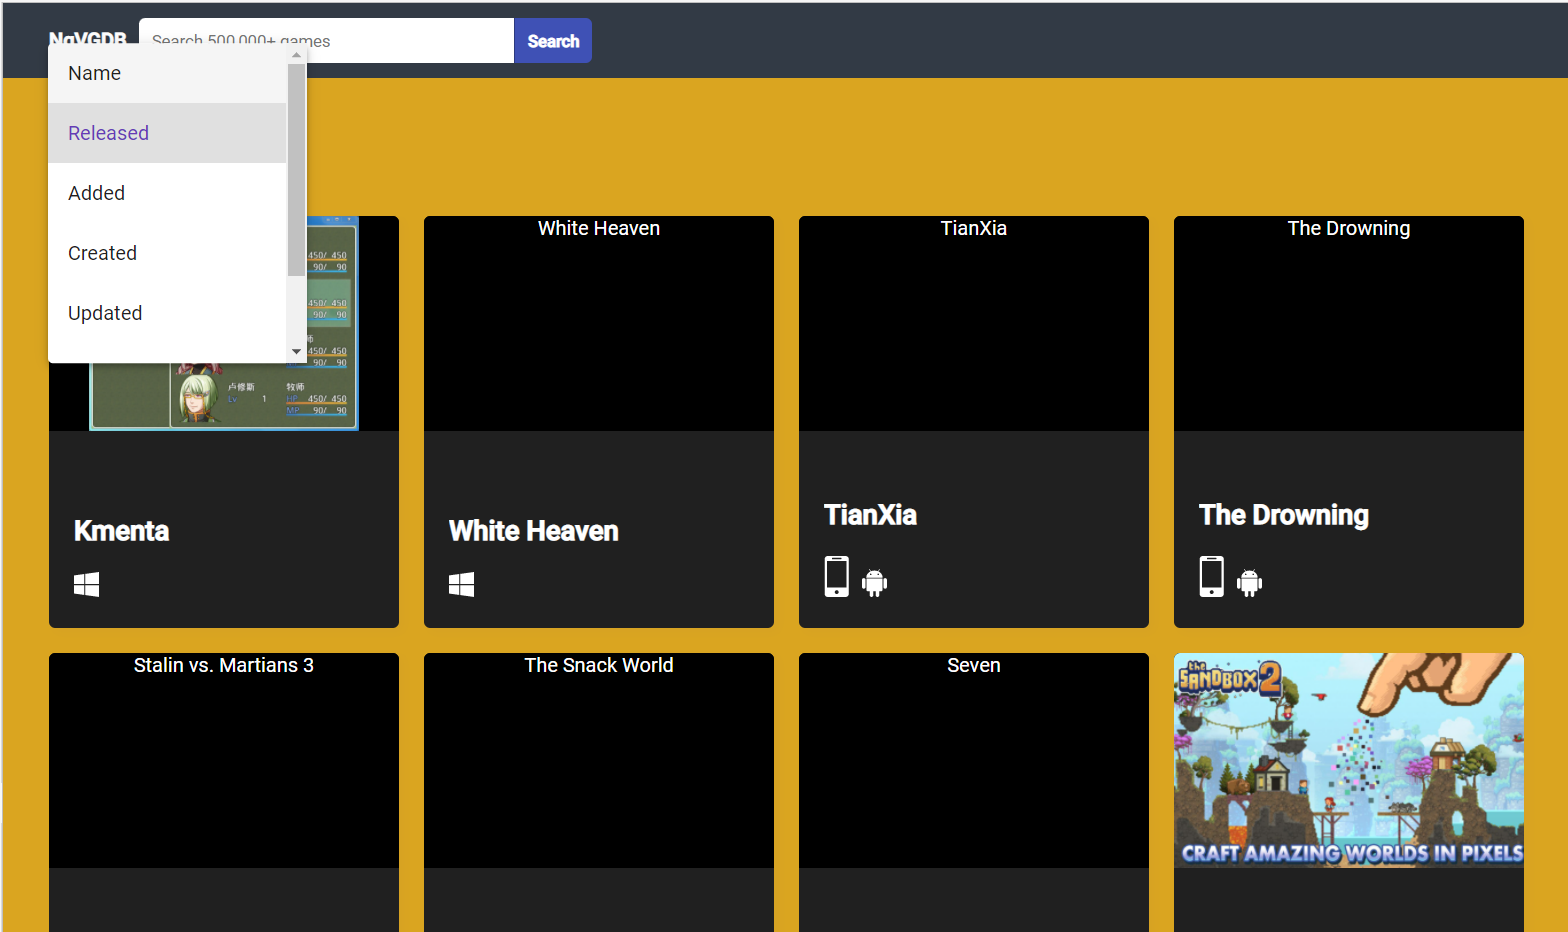 NgVGDB
Search 500,000+ games
Search
Name
Released
Added
Created
Updated
450/ 450
90/ 90
450/ 450
90/ 90
师
450/ 450
90/ 90
卢修斯 牧师
Lv 1 HP 450/ 450
MP 90/ 90
White Heaven
TianXia
The Drowning
Kmenta
White Heaven
TianXia
The Drowning
Stalin vs. Martians 3
The Snack World
Seven
the
SANDBOX 2
CRAFT AMAZING WORLDS IN PIXELS